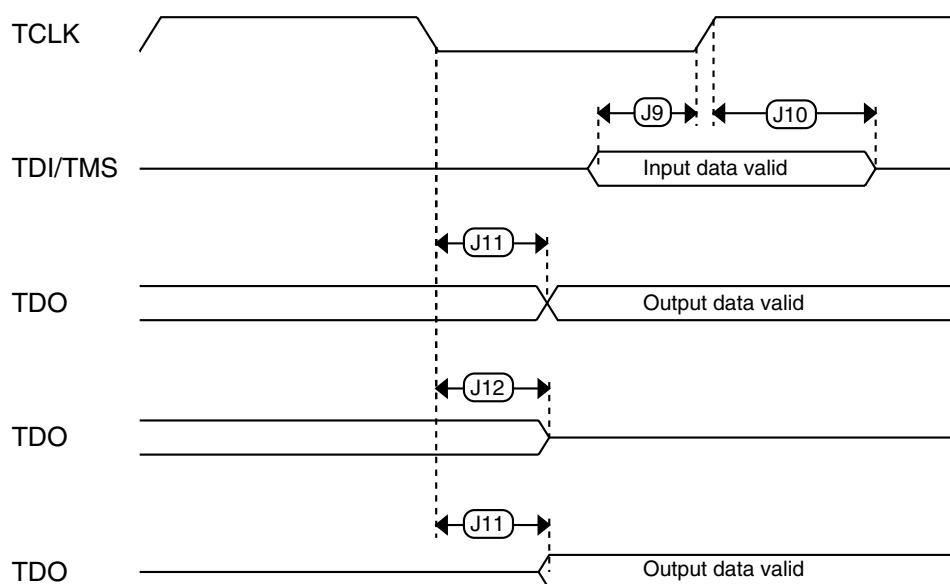 TCLK
J9
J10
TDI/TMS
Input data valid
J11
TDO
Output data valid
J12
TDO
J11
TDO
Output data valid